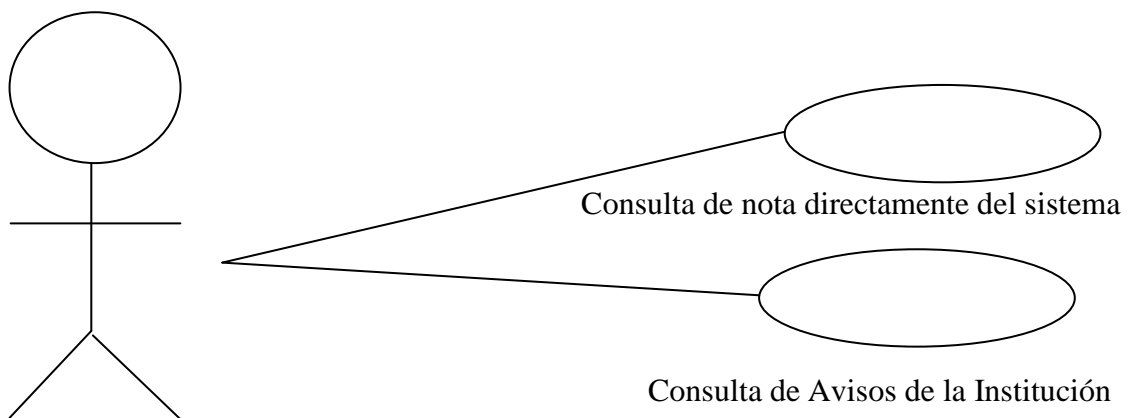 Consulta de nota directamente del sistema
Consulta de Avisos de la Institución